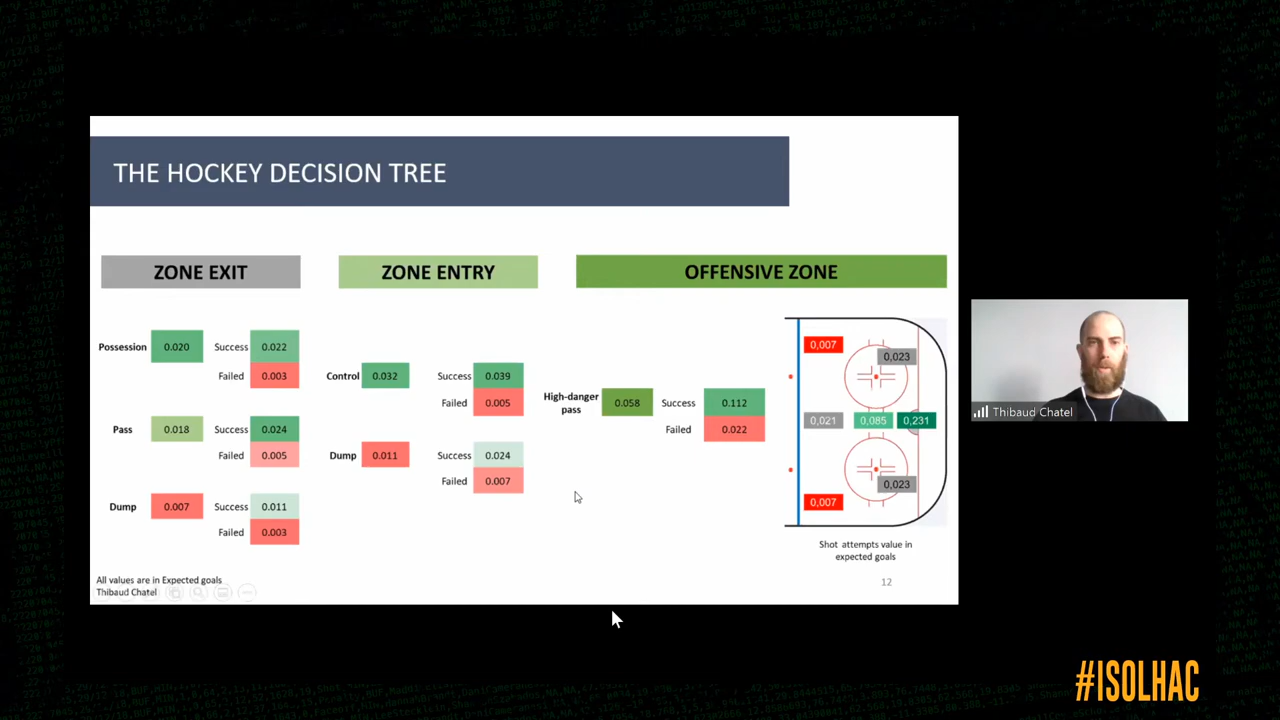 THE HOCKEY DECISION TREE
ZONE EXIT
ZONE ENTRY
OFFENSIVE ZONE
Possession 0.020 Success 0.022
Failed 0.003
Pass 0.018 Success 0.024
Failed 0.005
Dump 0.007 Success 0.011
Failed 0.003
Control 0.032 Success 0.039
Failed 0.005
Dump 0.011 Success 0.024
Failed 0.007
High-danger
pass
0.058 Success 0.112
Failed 0.022
0,007
0,023
0,021 0,085 0,231
0,023
0,007
Shot attempts value in
expected goals
All values are in Expected goals
Thibaud Chatel
12
Thibaud Chatel
#ISOLHAC